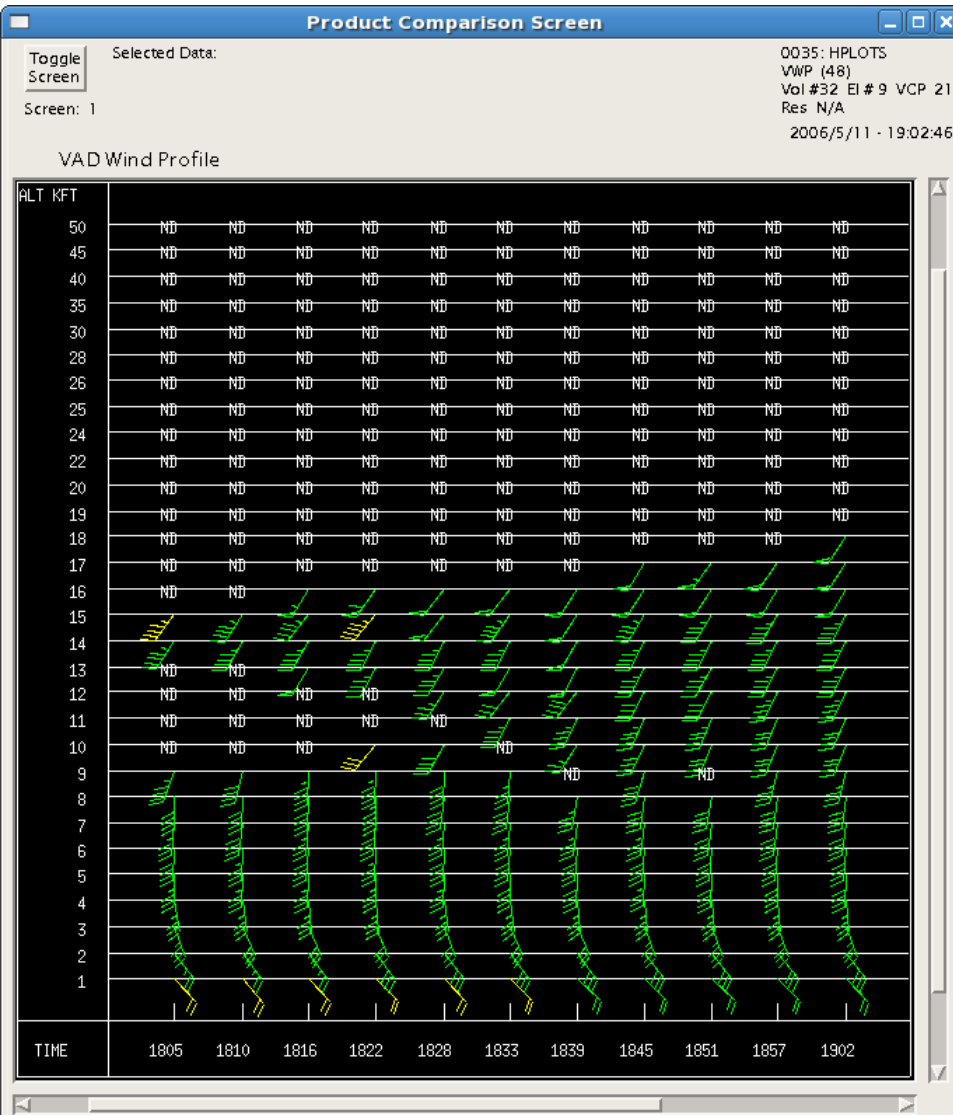 Product Comparison Screen
Toggle Screen
Selected Data:
Screen: 1
0035: HPLOTS
VWP (48)
Vol #32 El # 9 VCP 21
Res N/A
2006/5/11 - 19:02:46
VAD Wind Profile
ALT KFT
50 ND ND ND ND ND ND ND ND ND ND ND
45 ND ND ND ND ND ND ND ND ND ND ND
40 ND ND ND ND ND ND ND ND ND ND ND
35 ND ND ND ND ND ND ND ND ND ND ND
30 ND ND ND ND ND ND ND ND ND ND ND
28 ND ND ND ND ND ND ND ND ND ND ND
26 ND ND ND ND ND ND ND ND ND ND ND
25 ND ND ND ND ND ND ND ND ND ND ND
24 ND ND ND ND ND ND ND ND ND ND ND
22 ND ND ND ND ND ND ND ND ND ND ND
20 ND ND ND ND ND ND ND ND ND ND ND
19 ND ND ND ND ND ND ND ND ND ND ND
18 ND ND ND ND ND ND ND ND ND ND
17 ND ND ND ND ND ND ND
16 ND ND
15
14
13 ND ND
12 ND ND ND ND
11 ND ND ND ND ND
10 ND ND ND ND
9 ND ND
8
7
6
5
4
3
2
1
TIME 1805 1810 1816 1822 1828 1833 1839 1845 1851 1857 1902